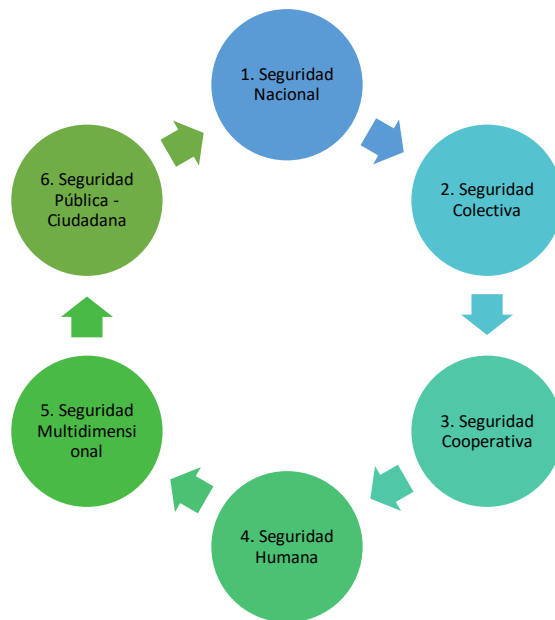 1. Seguridad
Nacional
2. Seguridad
Colectiva
3. Seguridad
Cooperativa
4. Seguridad
Humana
5. Seguridad
Multidimensi
onal
6. Seguridad
Pública -
Ciudadana